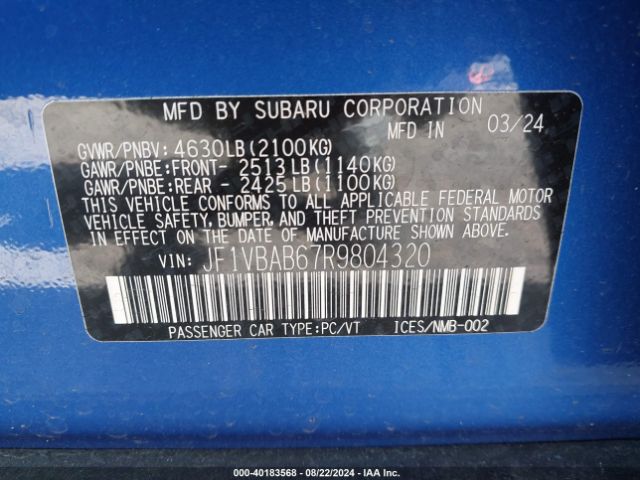 MFD BY SUBARU CORPORATION
MFD IN 03/24
GVWR/PNBV: 4630LB (2100KG)
GAWR/PNBE:FRONT- 2513LB (1140KG)
GAWR/PNBE:REAR - 2425LB (1100KG)
THIS VEHICLE CONFORMS TO ALL APPLICABLE FEDERAL MOTOR
VEHICLE SAFETY, BUMPER, AND THEFT PREVENTION STANDARDS
IN EFFECT ON THE DATE OF MANUFACTURE SHOWN ABOVE.
VIN: JF1VBAB67R9804320
PASSENGER CAR TYPE:PC/VT ICES/NMB-002
000-40183568 - 08/22/2024 - IAA Inc.